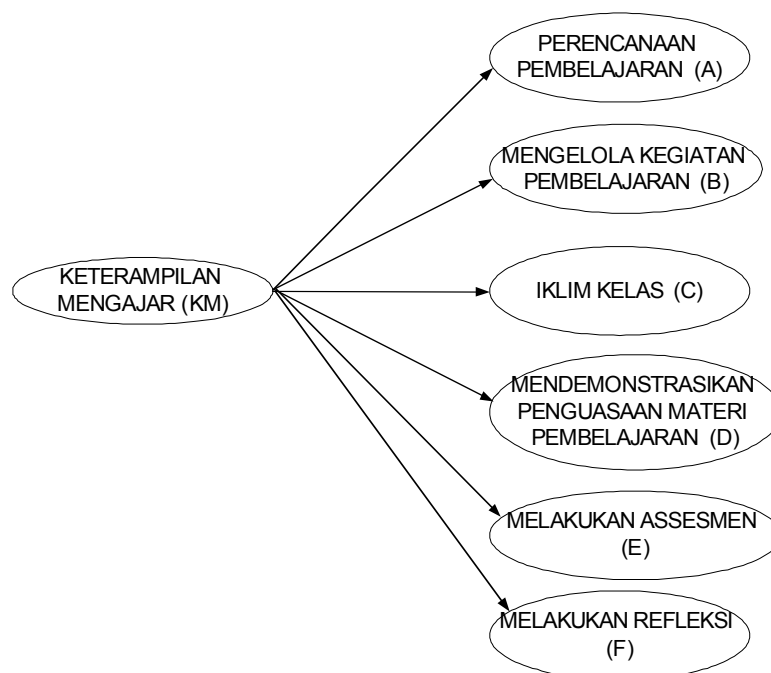 PERENCANAAN
PEMBELAJARAN (A)
MENGELOLA KEGIATAN
PEMBELAJARAN (B)
KETERAMPILAN
MENGAJAR (KM)
IKLIM KELAS (C)
MENDEMONSTRASIKAN
PENGUASAAN MATERI
PEMBELAJARAN (D)
MELAKUKAN ASSESMEN
(E)
MELAKUKAN REFLEKSI
(F)